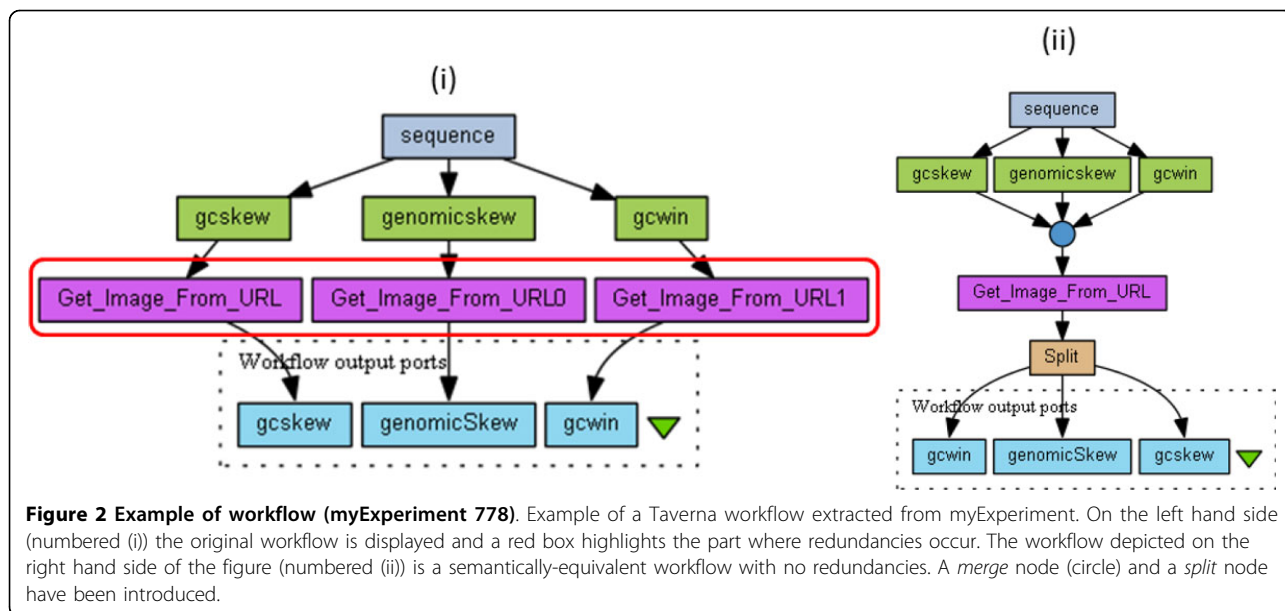 (i)
sequence
gcskew genomicskew gcwin
Get_Image_From_URL Get_Image_From_URL0 Get_Image_From_URL1
Workflow output ports
gcskew genomicSkew gcwin
(ii)
sequence
gcskew genomicskew gcwin
Get_Image_From_URL
Split
Workflow output ports
gcwin genomicSkew gcskew
Figure 2 Example of workflow (myExperiment 778). Example of a Taverna workflow extracted from myExperiment. On the left hand side
(numbered (i)) the original workflow is displayed and a red box highlights the part where redundancies occur. The workflow depicted on the
right hand side of the figure (numbered (ii)) is a semantically-equivalent workflow with no redundancies. A merge node (circle) and a split node
have been introduced.